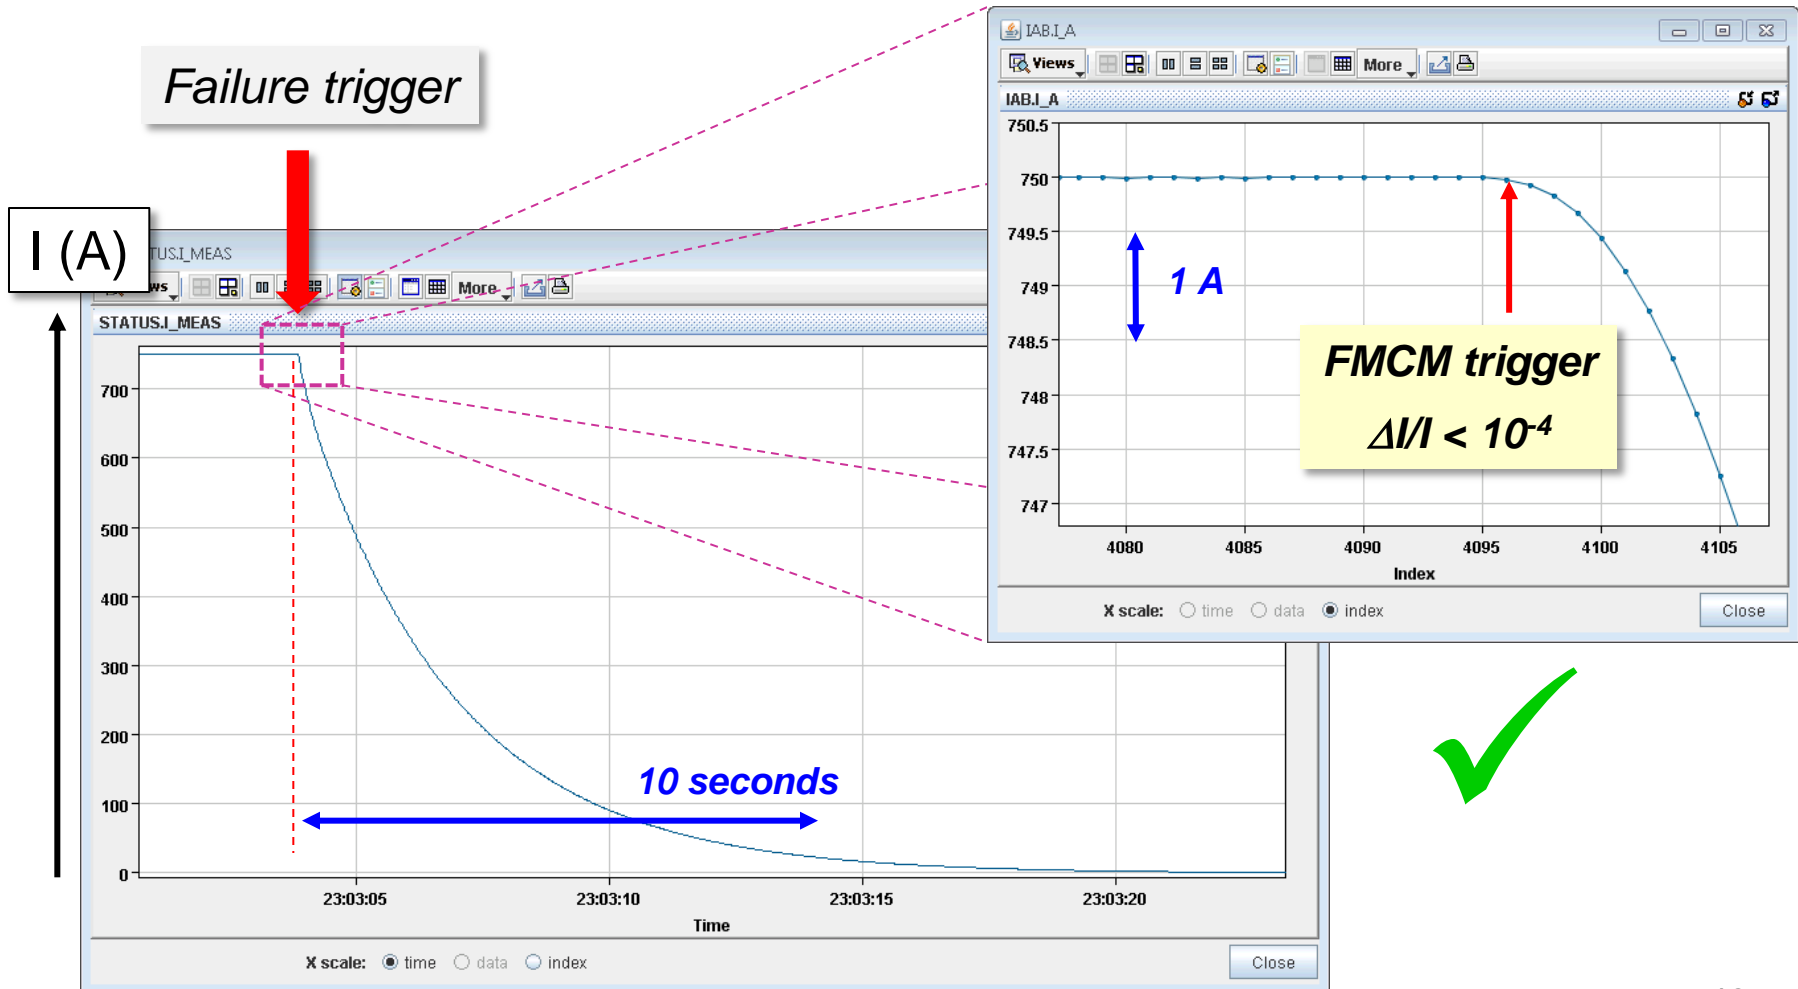 Failure trigger
I (A)
TUS.I_MEAS
ws
More
STATUS.I_MEAS
700
600
500
400
300
200
100
0
10 seconds
23:03:05
23:03:10
23:03:15
23:03:20
Time
X scale: time data index
Close
IAB.I_A
Views
More
IAB.I_A
750.5
750
749.5
749
748.5
748
747.5
747
1 A
FMCM trigger
ΔI/I < 10⁻⁴
4080
4085
4090
4095
4100
4105
Index
X scale: time data index
Close